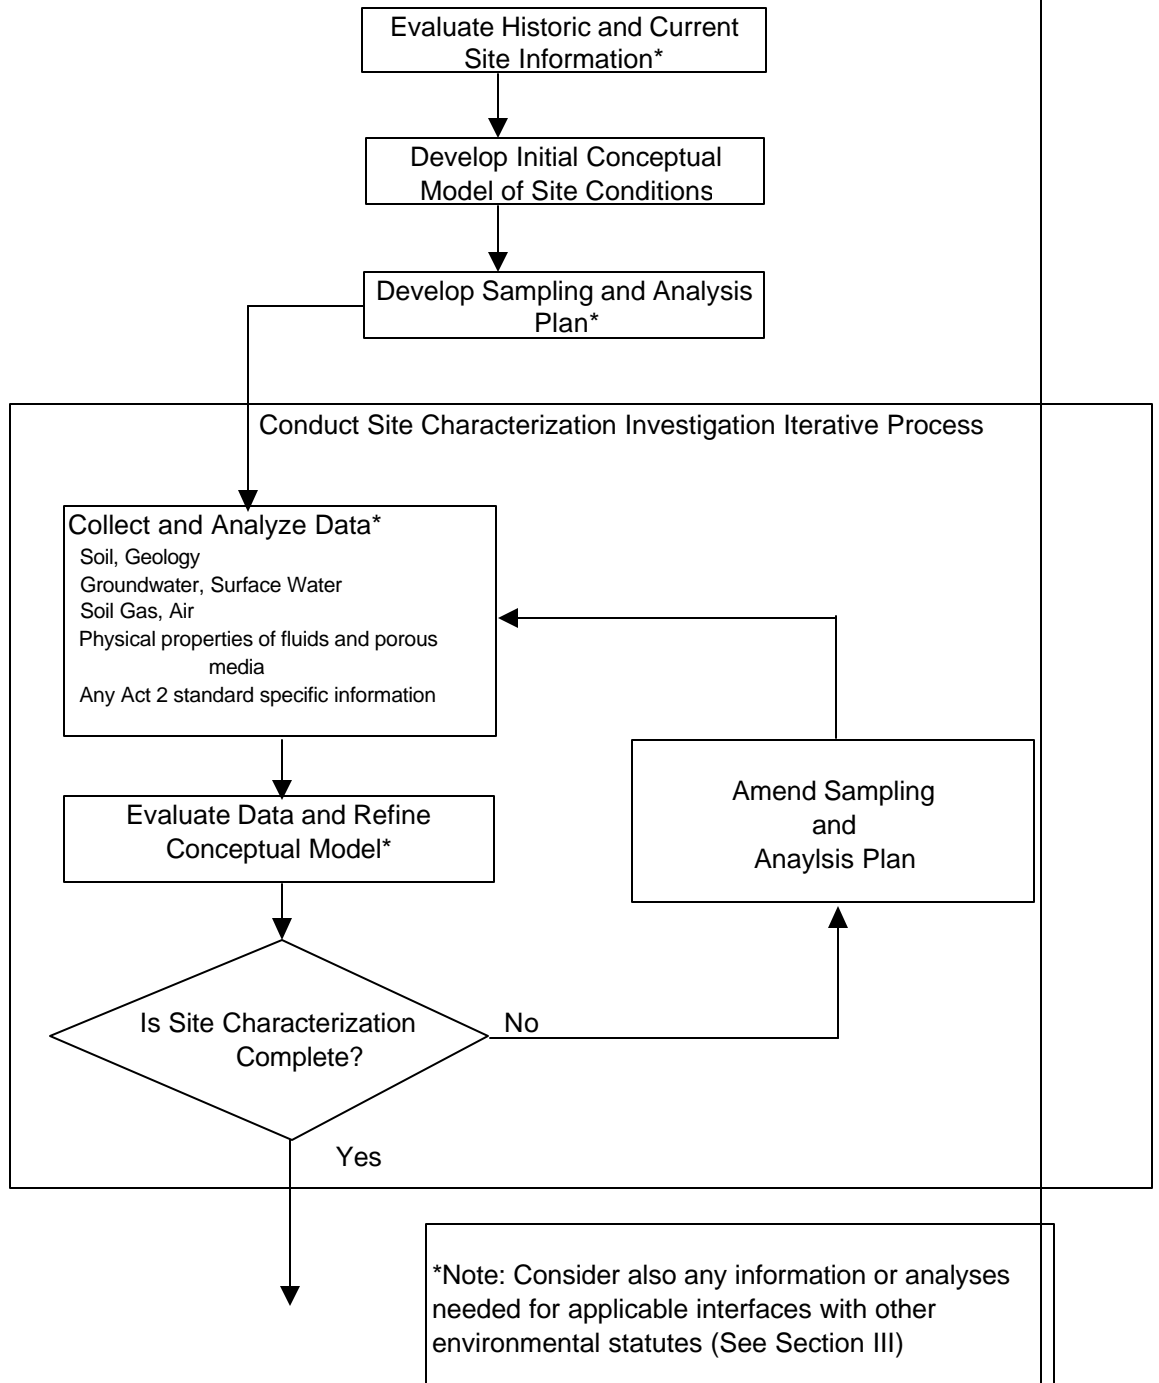 Evaluate Historic and Current
Site Information*
Develop Initial Conceptual
Model of Site Conditions
Develop Sampling and Analysis
Plan*
Conduct Site Characterization Investigation Iterative Process
Collect and Analyze Data*
Soil, Geology
Groundwater, Surface Water
Soil Gas, Air
Physical properties of fluids and porous
media
Any Act 2 standard specific information
Evaluate Data and Refine
Conceptual Model*
Is Site Characterization
Complete?
No
Amend Sampling
and
Anaylsis Plan
Yes
*Note: Consider also any information or analyses
needed for applicable interfaces with other
environmental statutes (See Section III)